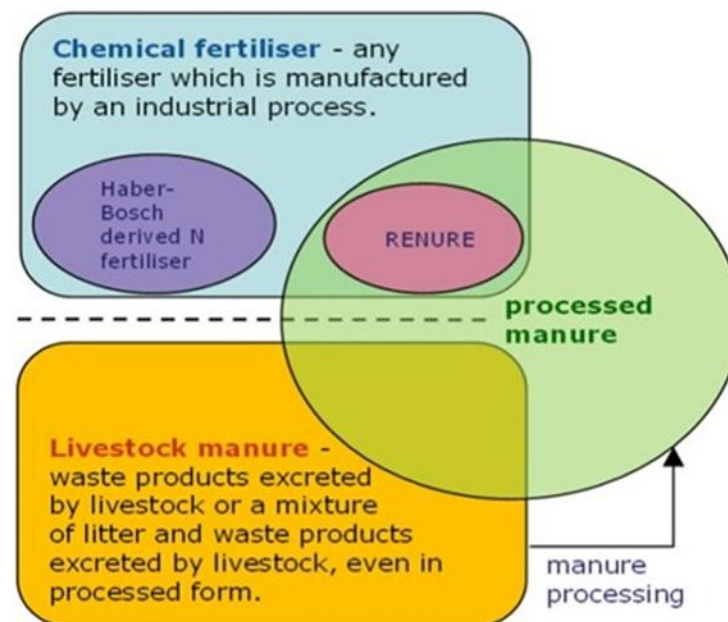 Chemical fertiliser - any
fertiliser which is manufactured
by an industrial process.
Haber-
Bosch
derived N
fertiliser
RENURE
processed
manure
Livestock manure -
waste products excreted
by livestock or a mixture
of litter and waste products
excreted by livestock, even in
processed form.
manure
processing